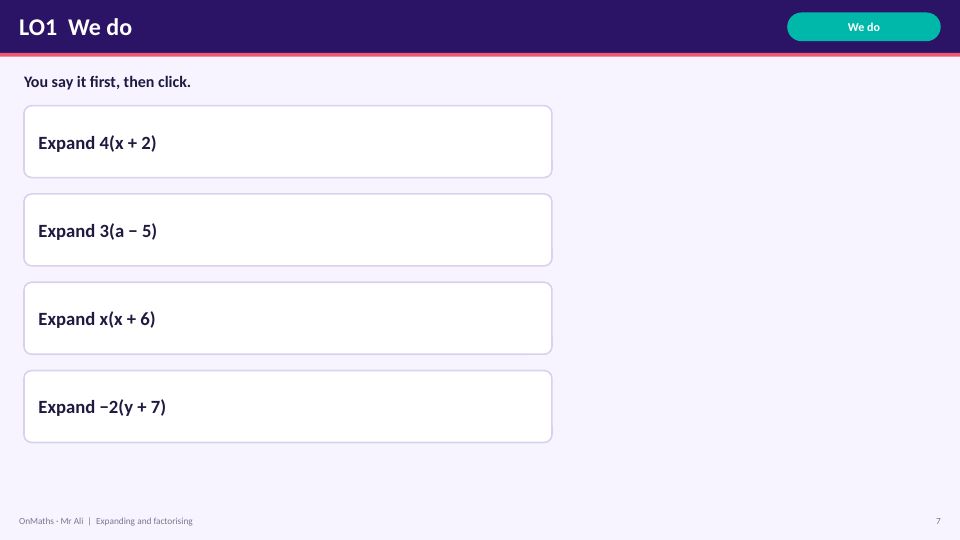 LO1  We do
We do
You say it first, then click.
Expand 4(x + 2)
Expand 3(a − 5)
Expand x(x + 6)
Expand −2(y + 7)
OnMaths - Mr Ali  |  Expanding and factorising
7